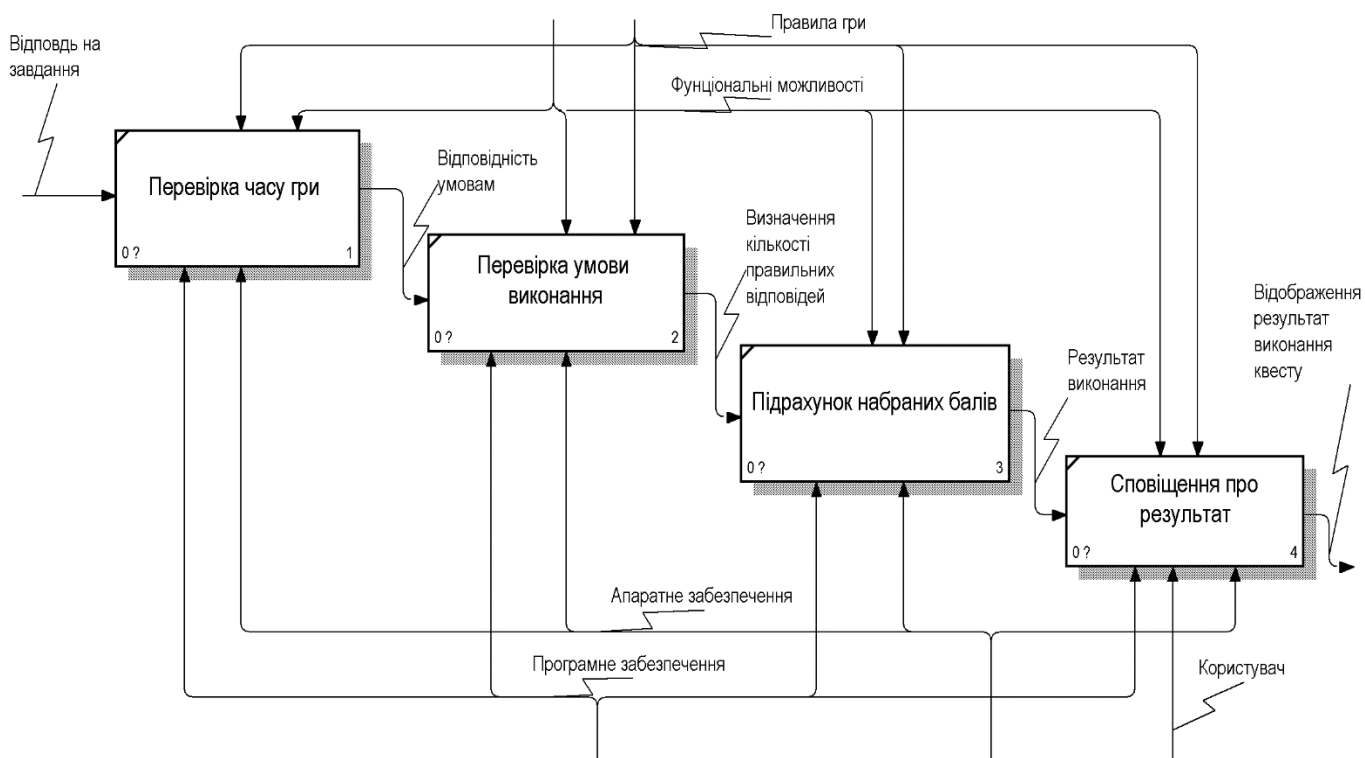 Правила гри
Відповдь на
завдання
Фунціональні можливості
Перевірка часу гри
0 ?
1
Відповідність
умовам
Перевірка умови
виконання
0 ?
2
Визначення
кількості
правильних
відповідей
Підрахунок набраних балів
0 ?
3
Результат
виконання
Відображення
результат
виконання
квесту
Сповіщення про
результат
0 ?
4
Апаратне забезпечення
Програмне забезпечення
Користувач